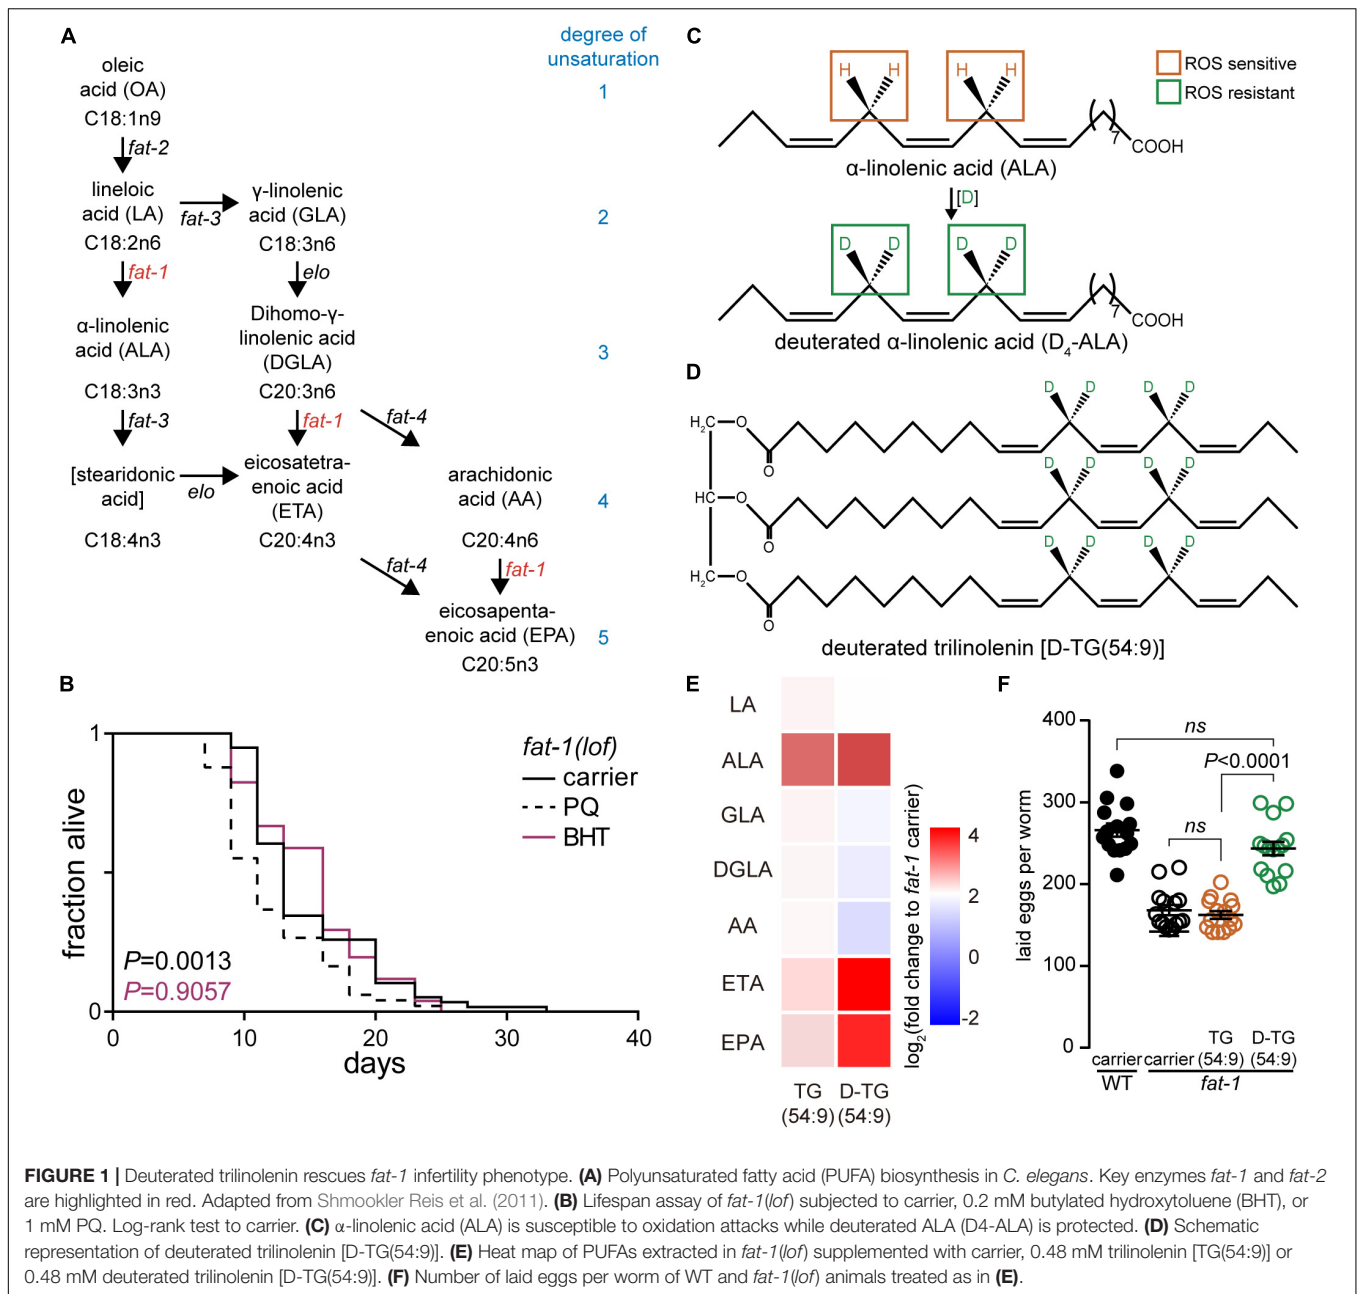 A
degree of
unsaturation
oleic
acid (OA)
1
C18:1n9
fat-2
lineloic
acid (LA)
γ-linolenic
acid (GLA)
fat-3
2
C18:2n6
C18:3n6
fat-1
elo
α-linolenic
acid (ALA)
Dihomo-γ-
linolenic acid
(DGLA)
3
C18:3n3
C20:3n6
fat-3
fat-1
fat-4
[stearidonic
acid]
elo
eicosatetra-
enoic acid
(ETA)
arachidonic
acid (AA)
4
C18:4n3
C20:4n3
C20:4n6
fat-4
fat-1
eicosapenta-
enoic acid (EPA)
5
C20:5n3
B
1
0
fraction alive
fat-1(lof)
carrier
PQ
BHT
P=0.0013
P=0.9057
0 10 20 30 40
days
C
H H H H
ROS sensitive
ROS resistant
7
COOH
α-linolenic acid (ALA)
[D]
D D D D
7
COOH
deuterated α-linolenic acid (D4-ALA)
D
D D D D
H2C O
O
D D D D
HC O
O
D D D D
H2C O
O
deuterated trilinolenin [D-TG(54:9)]
E
LA
ALA
GLA
DGLA
AA
ETA
EPA
TG
(54:9)
D-TG
(54:9)
log2(fold change to fat-1 carrier)
4
2
0
-2
F
400
300
200
100
0
laid eggs per worm
ns
P<0.0001
ns
carrier
WT
carrier
TG
(54:9)
D-TG
(54:9)
fat-1
FIGURE 1 | Deuterated trilinolenin rescues fat-1 infertility phenotype. (A) Polyunsaturated fatty acid (PUFA) biosynthesis in C. elegans. Key enzymes fat-1 and fat-2
are highlighted in red. Adapted from Shmookler Reis et al. (2011). (B) Lifespan assay of fat-1(lof) subjected to carrier, 0.2 mM butylated hydroxytoluene (BHT), or
1 mM PQ. Log-rank test to carrier. (C) α-linolenic acid (ALA) is susceptible to oxidation attacks while deuterated ALA (D4-ALA) is protected. (D) Schematic
representation of deuterated trilinolenin [D-TG(54:9)]. (E) Heat map of PUFAs extracted in fat-1(lof) supplemented with carrier, 0.48 mM trilinolenin [TG(54:9)] or
0.48 mM deuterated trilinolenin [D-TG(54:9)]. (F) Number of laid eggs per worm of WT and fat-1(lof) animals treated as in (E).